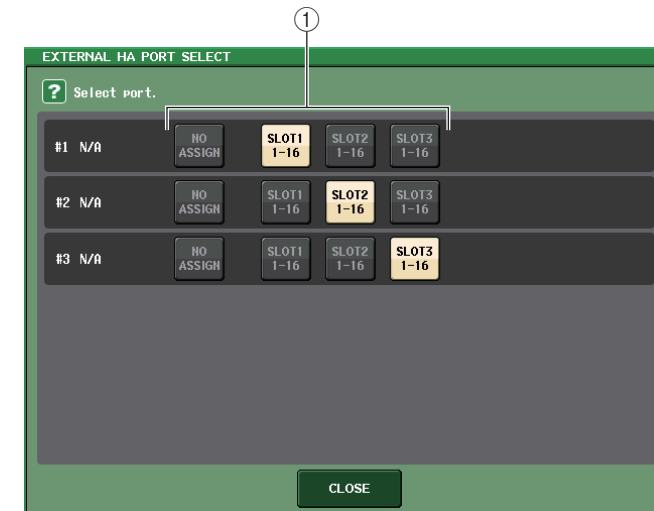 ①
EXTERNAL HA PORT SELECT
? Select port.
#1 N/A NO ASSIGN SLOT1 1-16 SLOT2 1-16 SLOT3 1-16
#2 N/A NO ASSIGN SLOT1 1-16 SLOT2 1-16 SLOT3 1-16
#3 N/A NO ASSIGN SLOT1 1-16 SLOT2 1-16 SLOT3 1-16
CLOSE